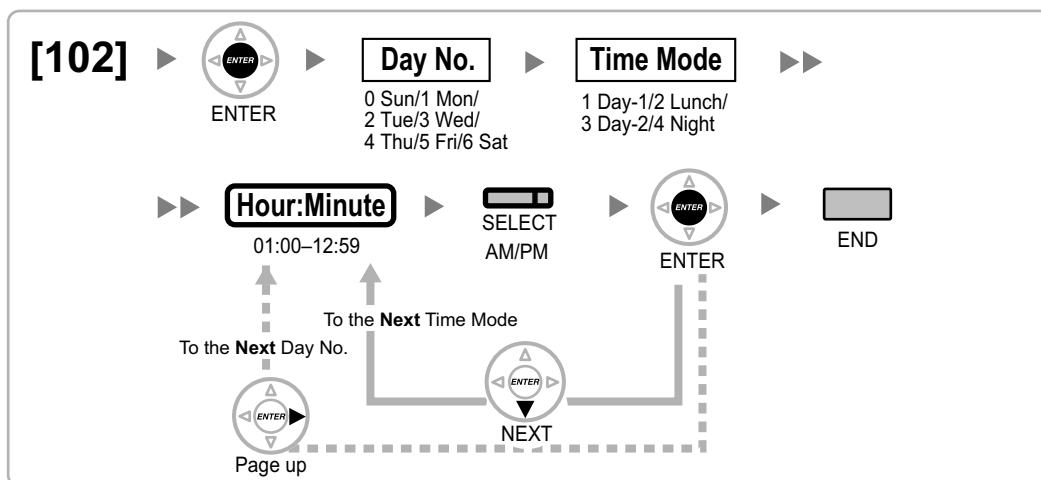 [102]
ENTER
ENTER
Day No.
0 Sun/1 Mon/
2 Tue/3 Wed/
4 Thu/5 Fri/6 Sat
Time Mode
1 Day-1/2 Lunch/
3 Day-2/4 Night
Hour:Minute
01:00–12:59
SELECT
AM/PM
ENTER
ENTER
END
To the Next Time Mode
To the Next Day No.
ENTER
NEXT
ENTER
Page up